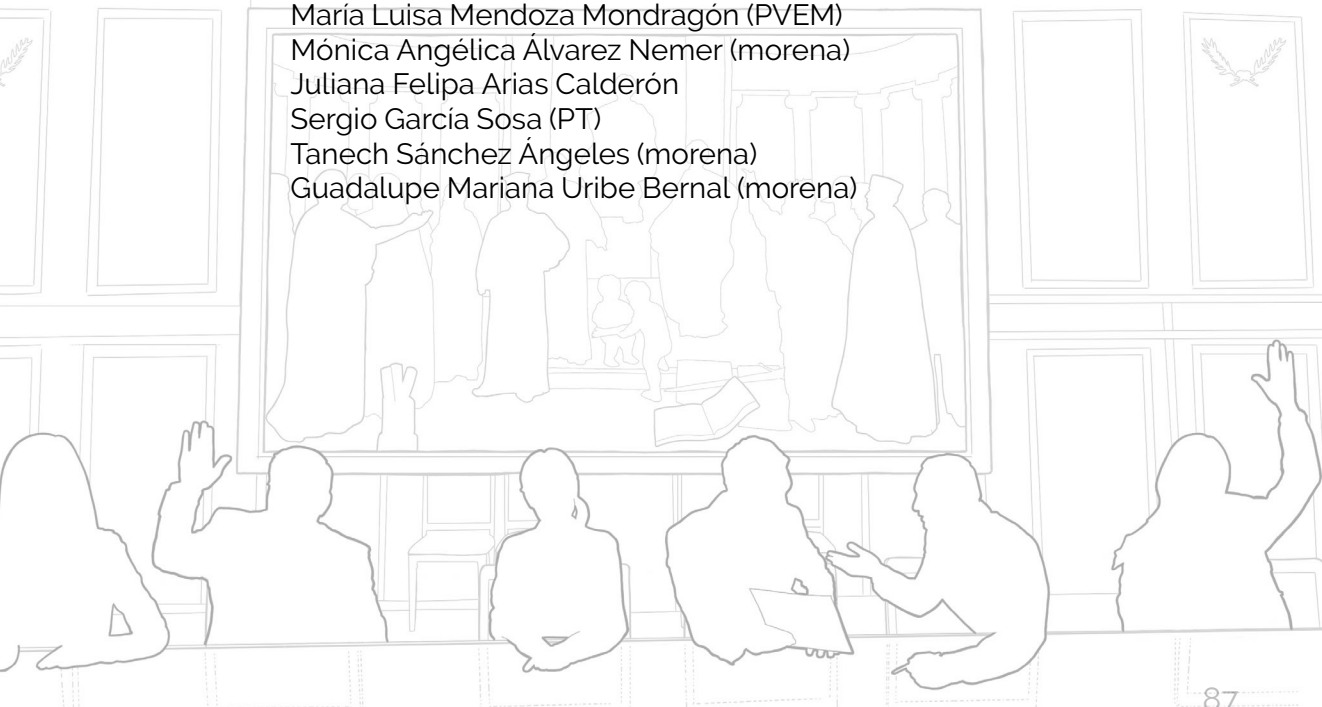 María Luisa Mendoza Mondragón (PVEM)
Mónica Angélica Álvarez Nemer (morena)
Juliana Felipa Arias Calderón
Sergio García Sosa (PT)
Tanech Sánchez Ángeles (morena)
Guadalupe Mariana Uribe Bernal (morena)
87